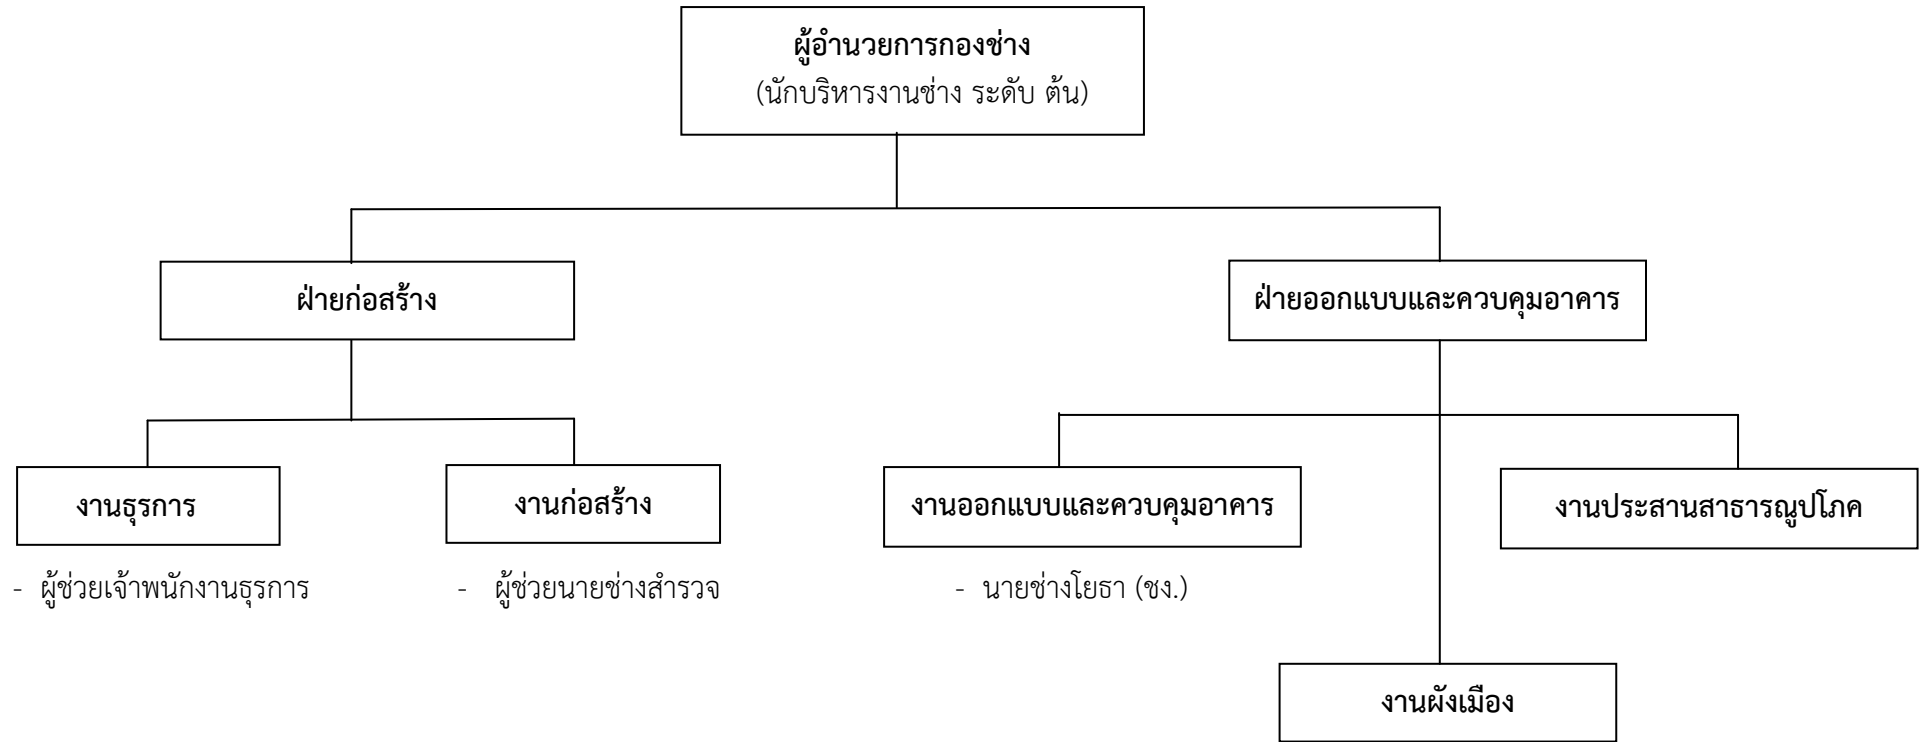 ผู้อำนวยการกองช่าง
(นักบริหารงานช่าง ระดับ ต้น)
ฝ่ายก่อสร้าง
ฝ่ายออกแบบและควบคุมอาคาร
งานธุรการ
งานก่อสร้าง
งานออกแบบและควบคุมอาคาร
งานประสานสาธารณูปโภค
- ผู้ช่วยเจ้าพนักงานธุรการ
- ผู้ช่วยนายช่างสำรวจ
- นายช่างโยธา (ชง.)
งานผังเมือง